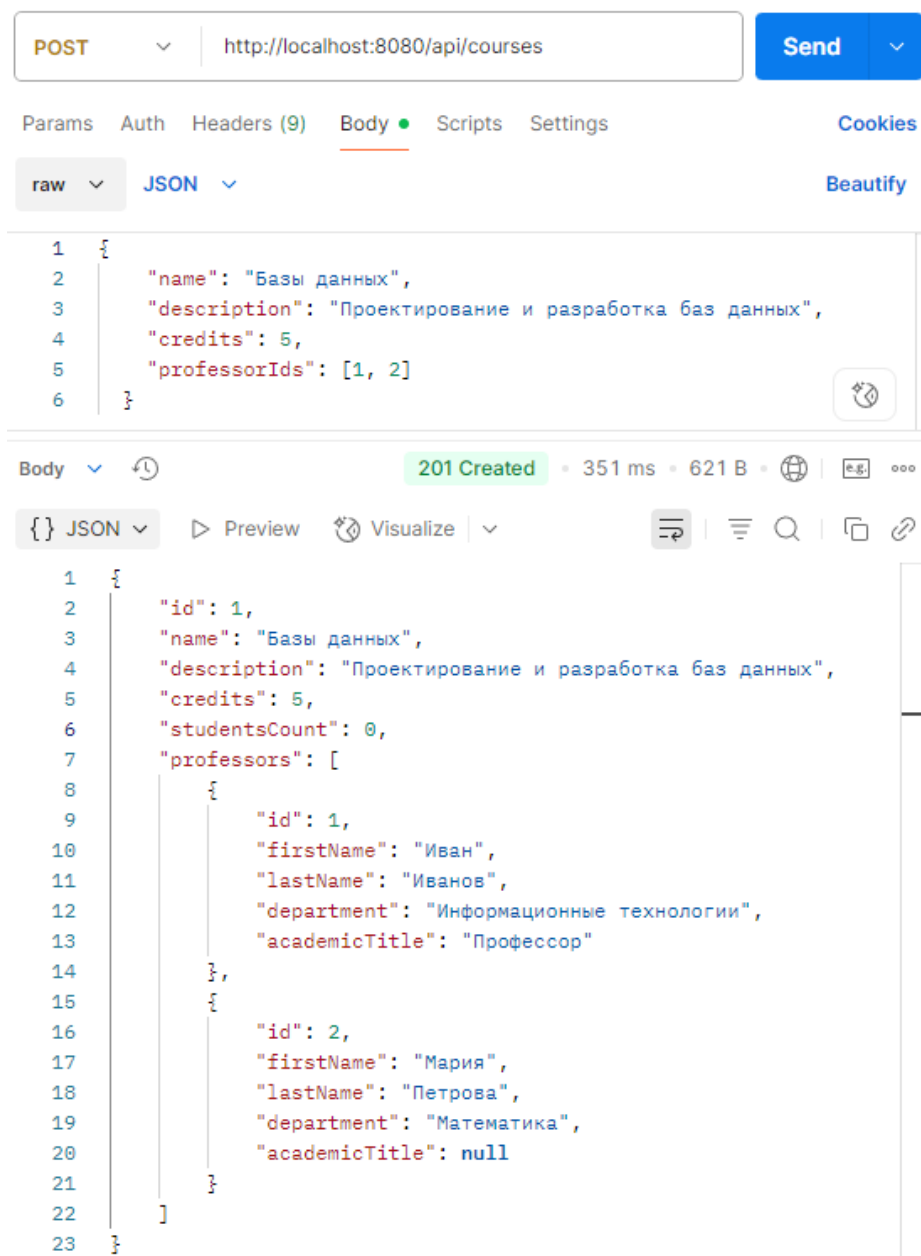 POST http://localhost:8080/api/courses Send
Params Auth Headers (9) Body Scripts Settings Cookies
raw JSON Beautify
1 {
2 "name": "Базы данных",
3 "description": "Проектирование и разработка баз данных",
4 "credits": 5,
5 "professorIds": [1, 2]
6 }
Body 201 Created • 351 ms • 621 B • e.g.
{} JSON Preview Visualize
1 {
2 "id": 1,
3 "name": "Базы данных",
4 "description": "Проектирование и разработка баз данных",
5 "credits": 5,
6 "studentsCount": 0,
7 "professors": [
8 {
9 "id": 1,
10 "firstName": "Иван",
11 "lastName": "Иванов",
12 "department": "Информационные технологии",
13 "academicTitle": "Профессор"
14 },
15 {
16 "id": 2,
17 "firstName": "Мария",
18 "lastName": "Петрова",
19 "department": "Математика",
20 "academicTitle": null
21 }
22 ]
23 }